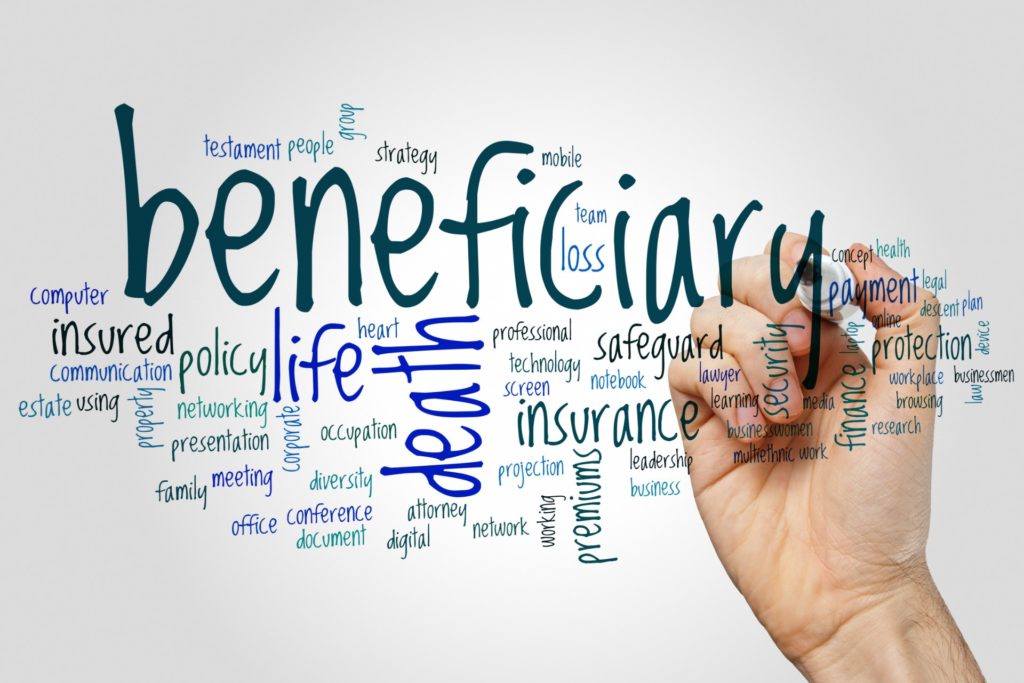 group
testament people
strategy
mobile
beneficiary
team
loss
concept health
computer
payment legal
descent plan
insured
policy
life
heart
death
professional
safeguard
security
online
laptop
protection
device
communication
technology
estate using
property
networking
corporate
screen
notebook
lawyer
learning
media
finance
workplace businessmen
browsing
law
presentation
occupation
insurance
businesswomen
research
multiethnic work
family
meeting
diversity
projection
premiums
leadership
business
office conference
document
attorney
digital
network
working